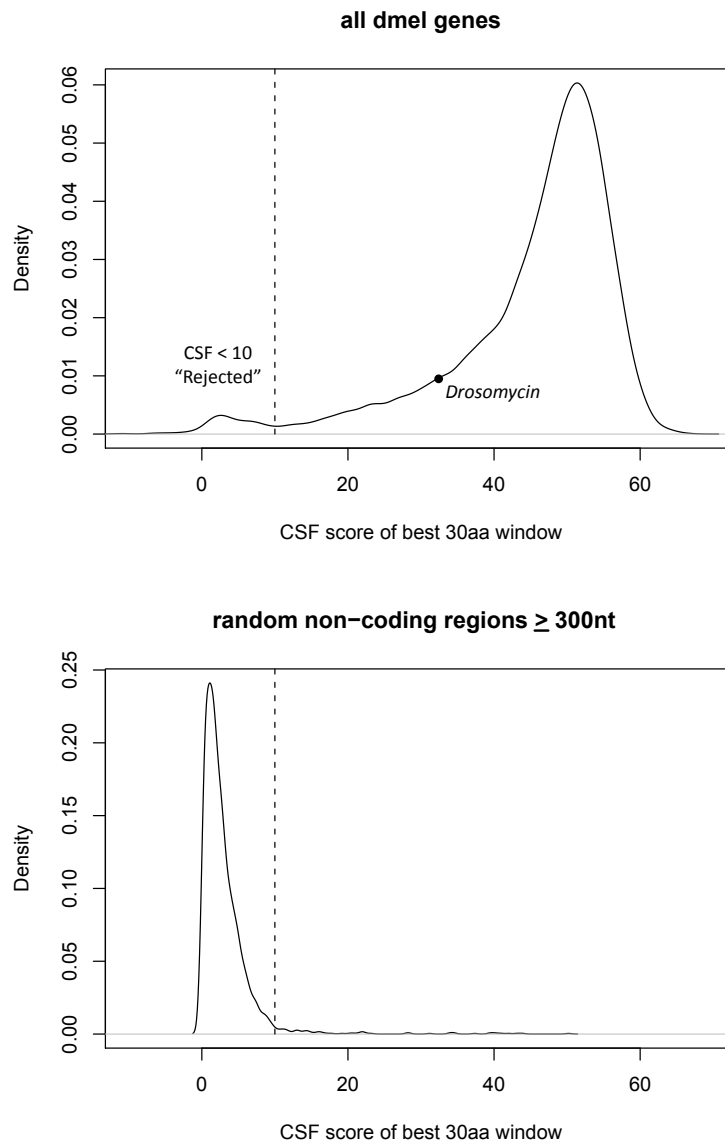 all dmel genes
0.06
0.05
0.04
0.03
0.02
0.01
0.00
Density
CSF < 10
“Rejected”
Drosomycin
0 20 40 60
CSF score of best 30aa window
random non−coding regions ≥ 300nt
0.25
0.20
0.15
0.10
0.05
0.00
Density
0 20 40 60
CSF score of best 30aa window